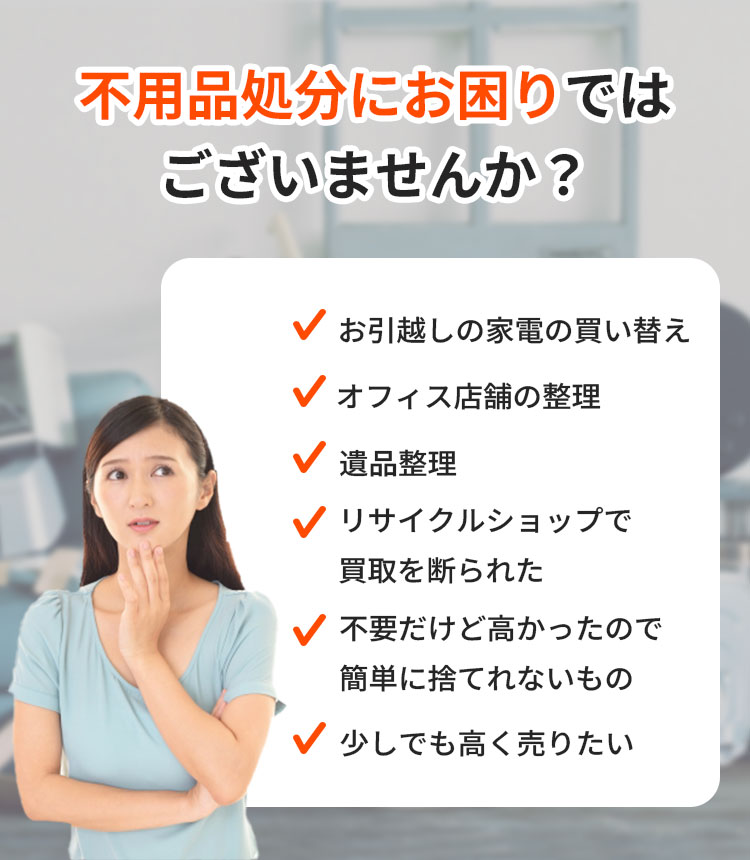 不用品処分にお困りでは
ございませんか？
お引越しの家電の買い替え
オフィス店舗の整理
遺品整理
リサイクルショップで
買取を断られた
不要だけど高かったので
簡単に捨てれないもの
少しでも高く売りたい